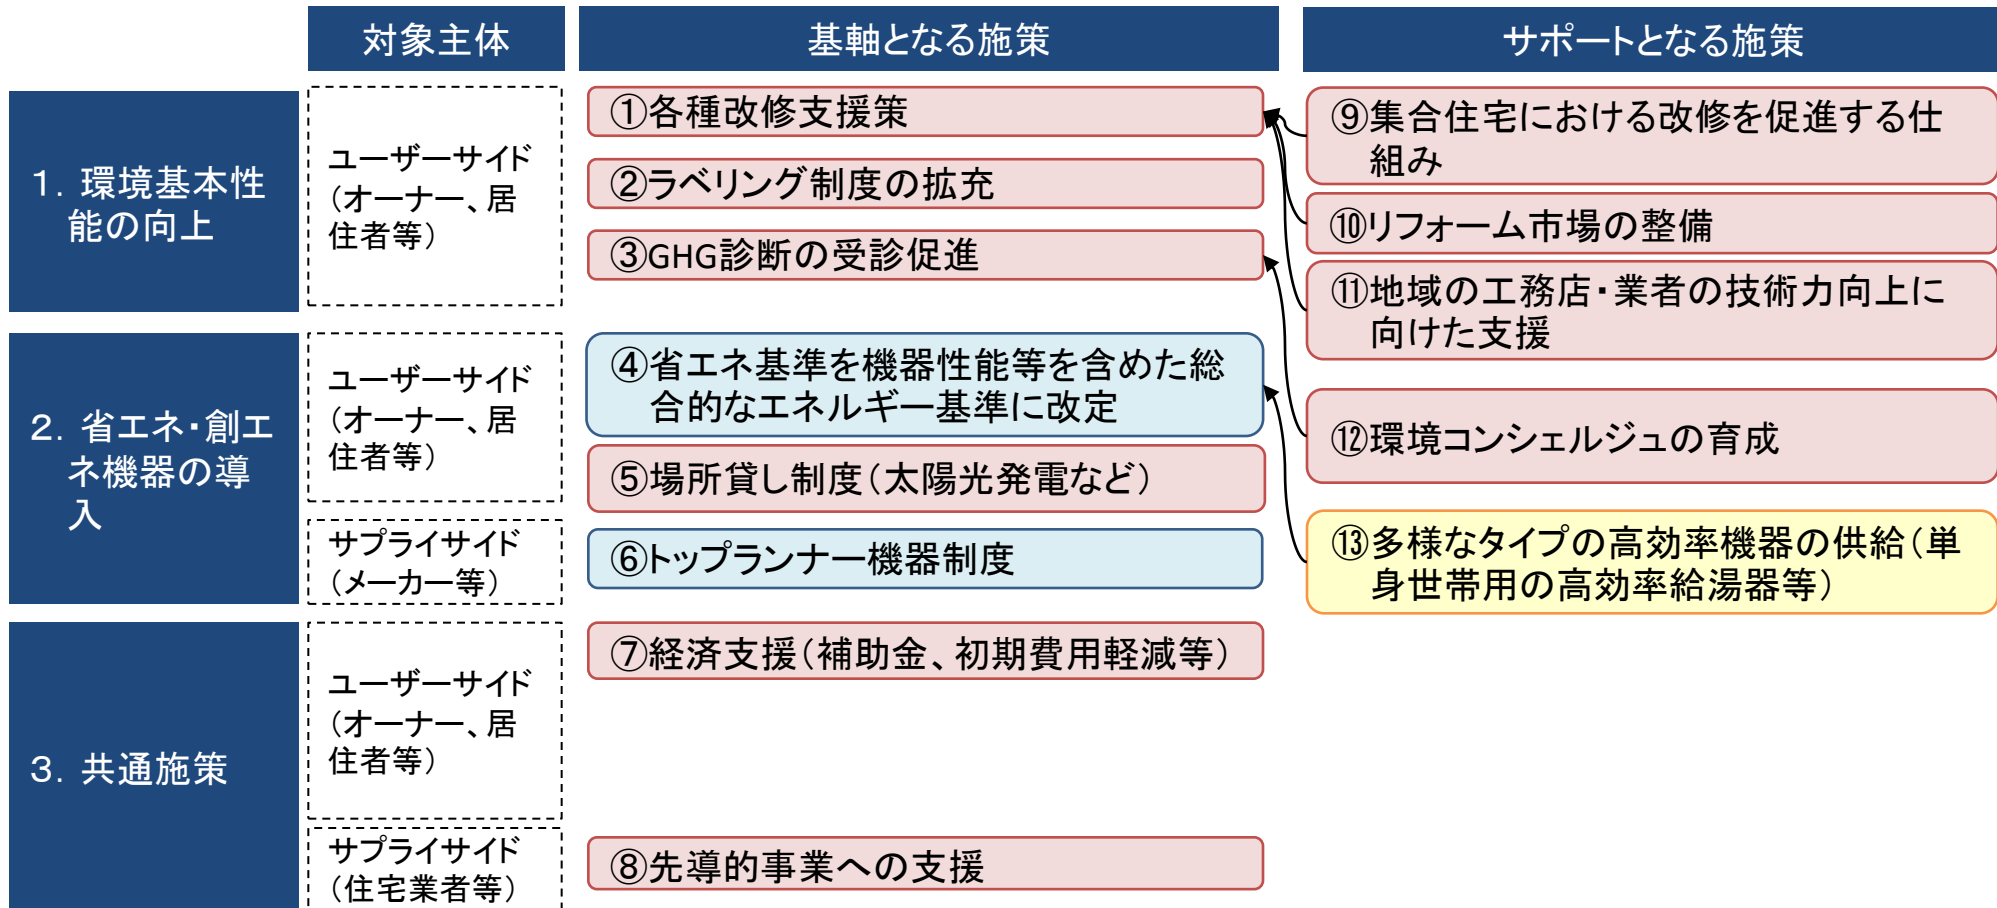 対象主体
基軸となる施策
サポートとなる施策
１．環境基本性
能の向上
ユーザーサイド
（オーナー、居
住者等）
①各種改修支援策
②ラベリング制度の拡充
③GHG診断の受診促進
⑨集合住宅における改修を促進する仕
組み
⑩リフォーム市場の整備
⑪地域の工務店・業者の技術力向上に
向けた支援
２．省エネ・創エ
ネ機器の導
入
ユーザーサイド
（オーナー、居
住者等）
④省エネ基準を機器性能等を含めた総
合的なエネルギー基準に改定
⑤場所貸し制度（太陽光発電など）
⑫環境コンシェルジュの育成
サプライサイド
（メーカー等）
⑥トップランナー機器制度
⑬多様なタイプの高効率機器の供給（単
身世帯用の高効率給湯器等）
３．共通施策
ユーザーサイド
（オーナー、居
住者等）
⑦経済支援（補助金、初期費用軽減等）
サプライサイド
（住宅業者等）
⑧先導的事業への支援